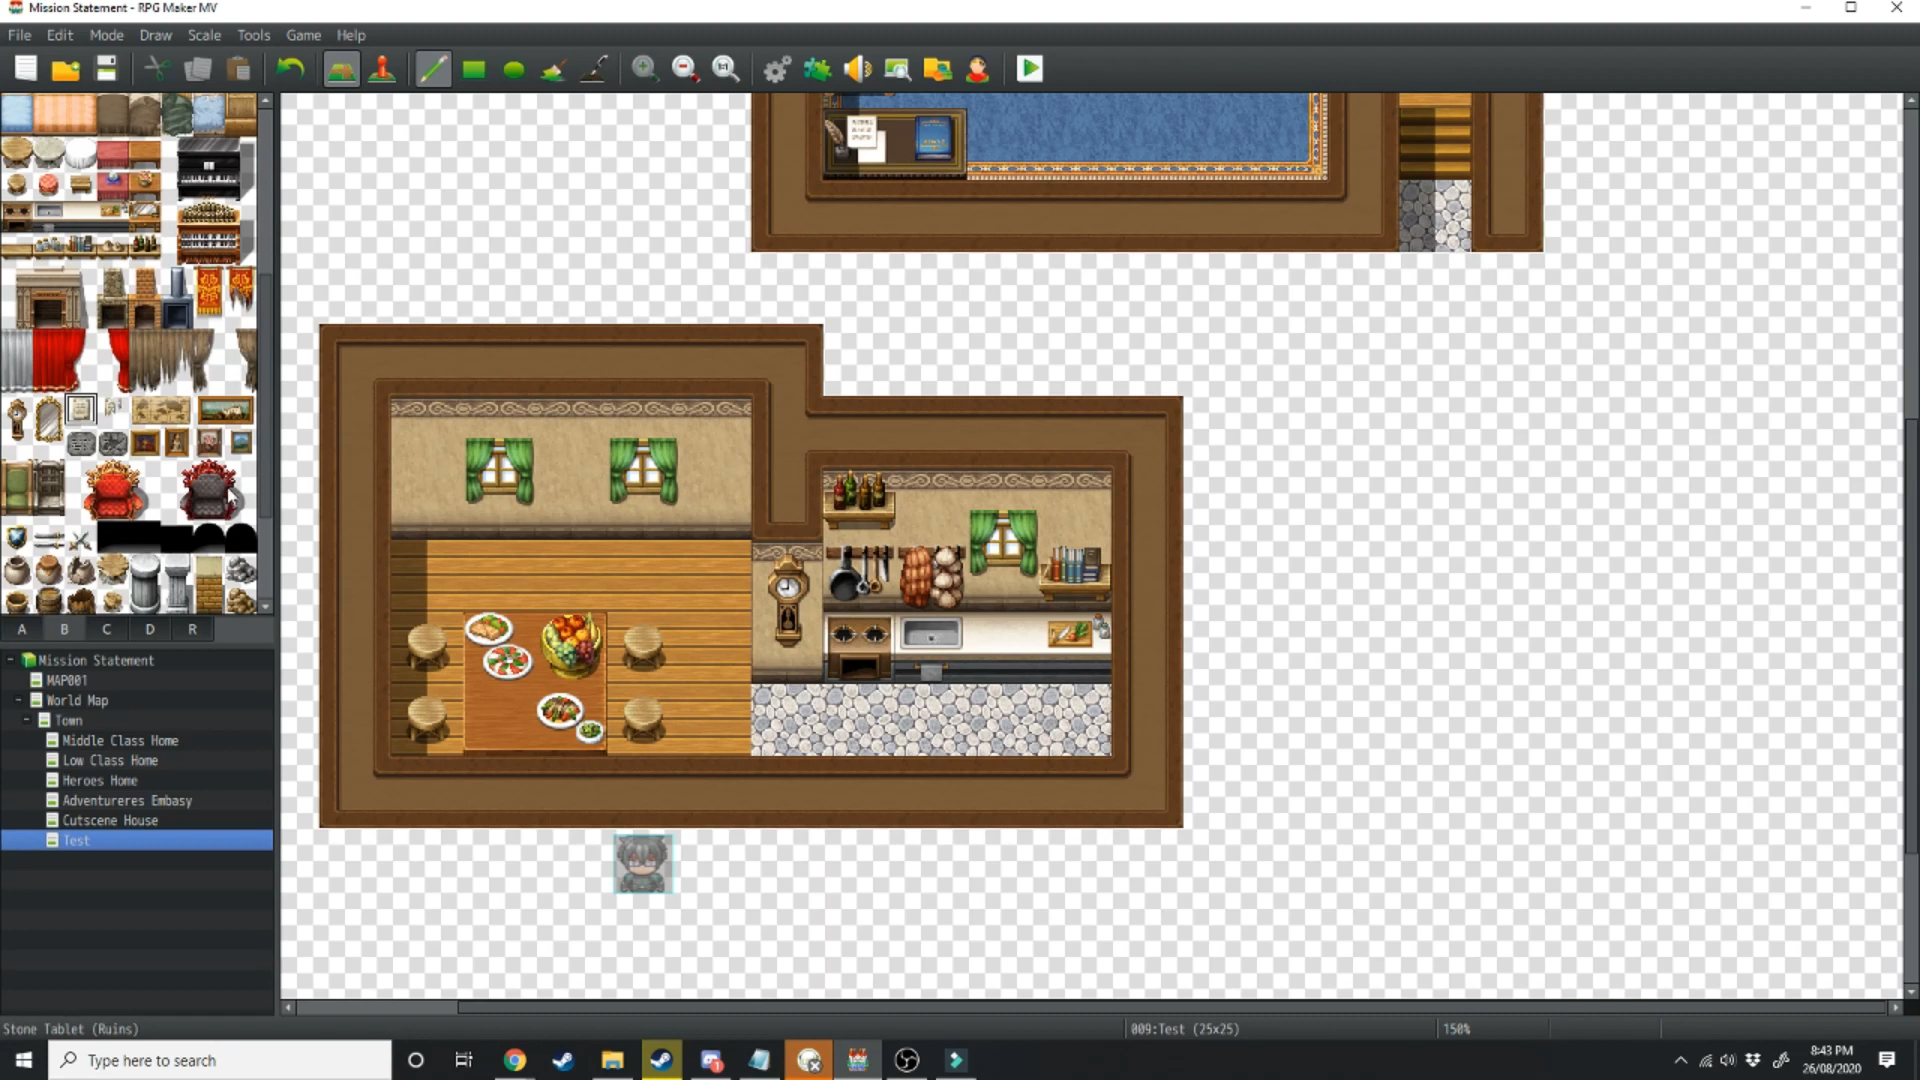 Mission Statement - RPG Maker MV
File Edit Mode Draw Scale Tools Game Help
A B C D R
Mission Statement
MAP001
World Map
Town
Middle Class Home
Low Class Home
Heroes Home
Adventureres Embasy
Cutscene House
Test
Stone Tablet (Ruins)
009:Test (25x25)
150%
Type here to search
8:43 PM
26/08/2020